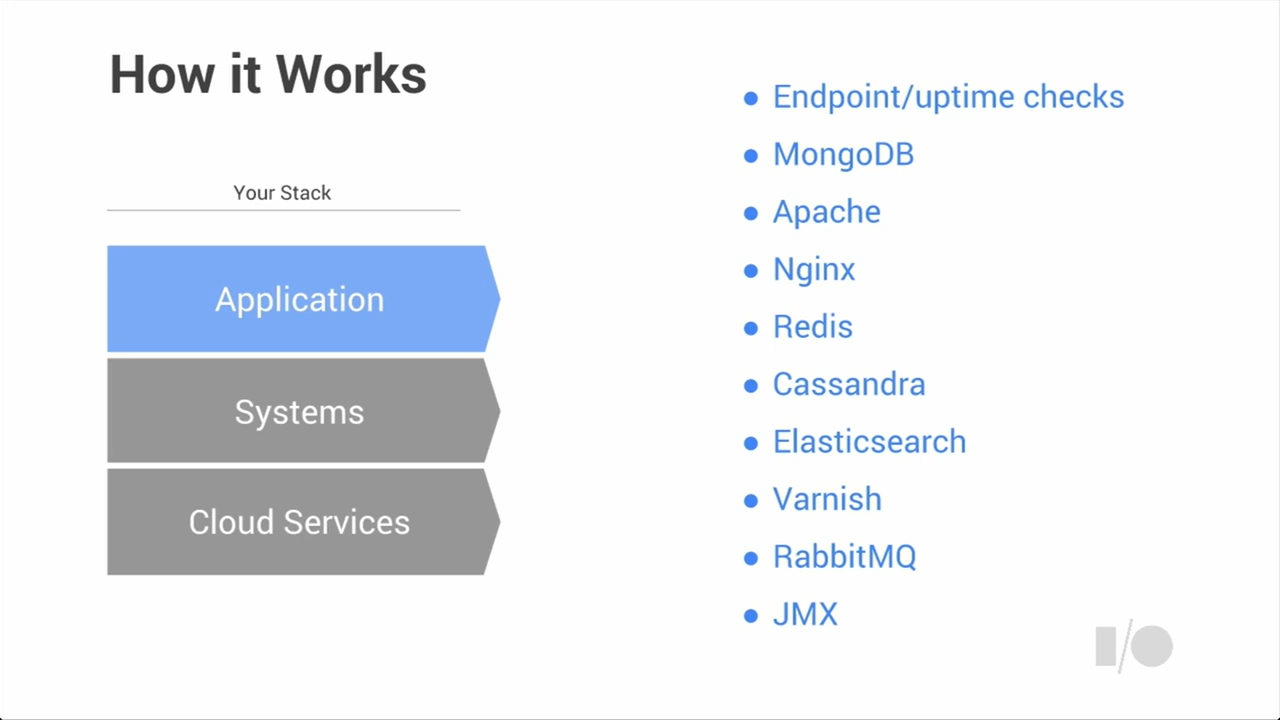 How it Works
Your Stack
Application
Systems
Cloud Services
● Endpoint/uptime checks
● MongoDB
● Apache
● Nginx
● Redis
● Cassandra
● Elasticsearch
● Varnish
● RabbitMQ
● JMX
I/O